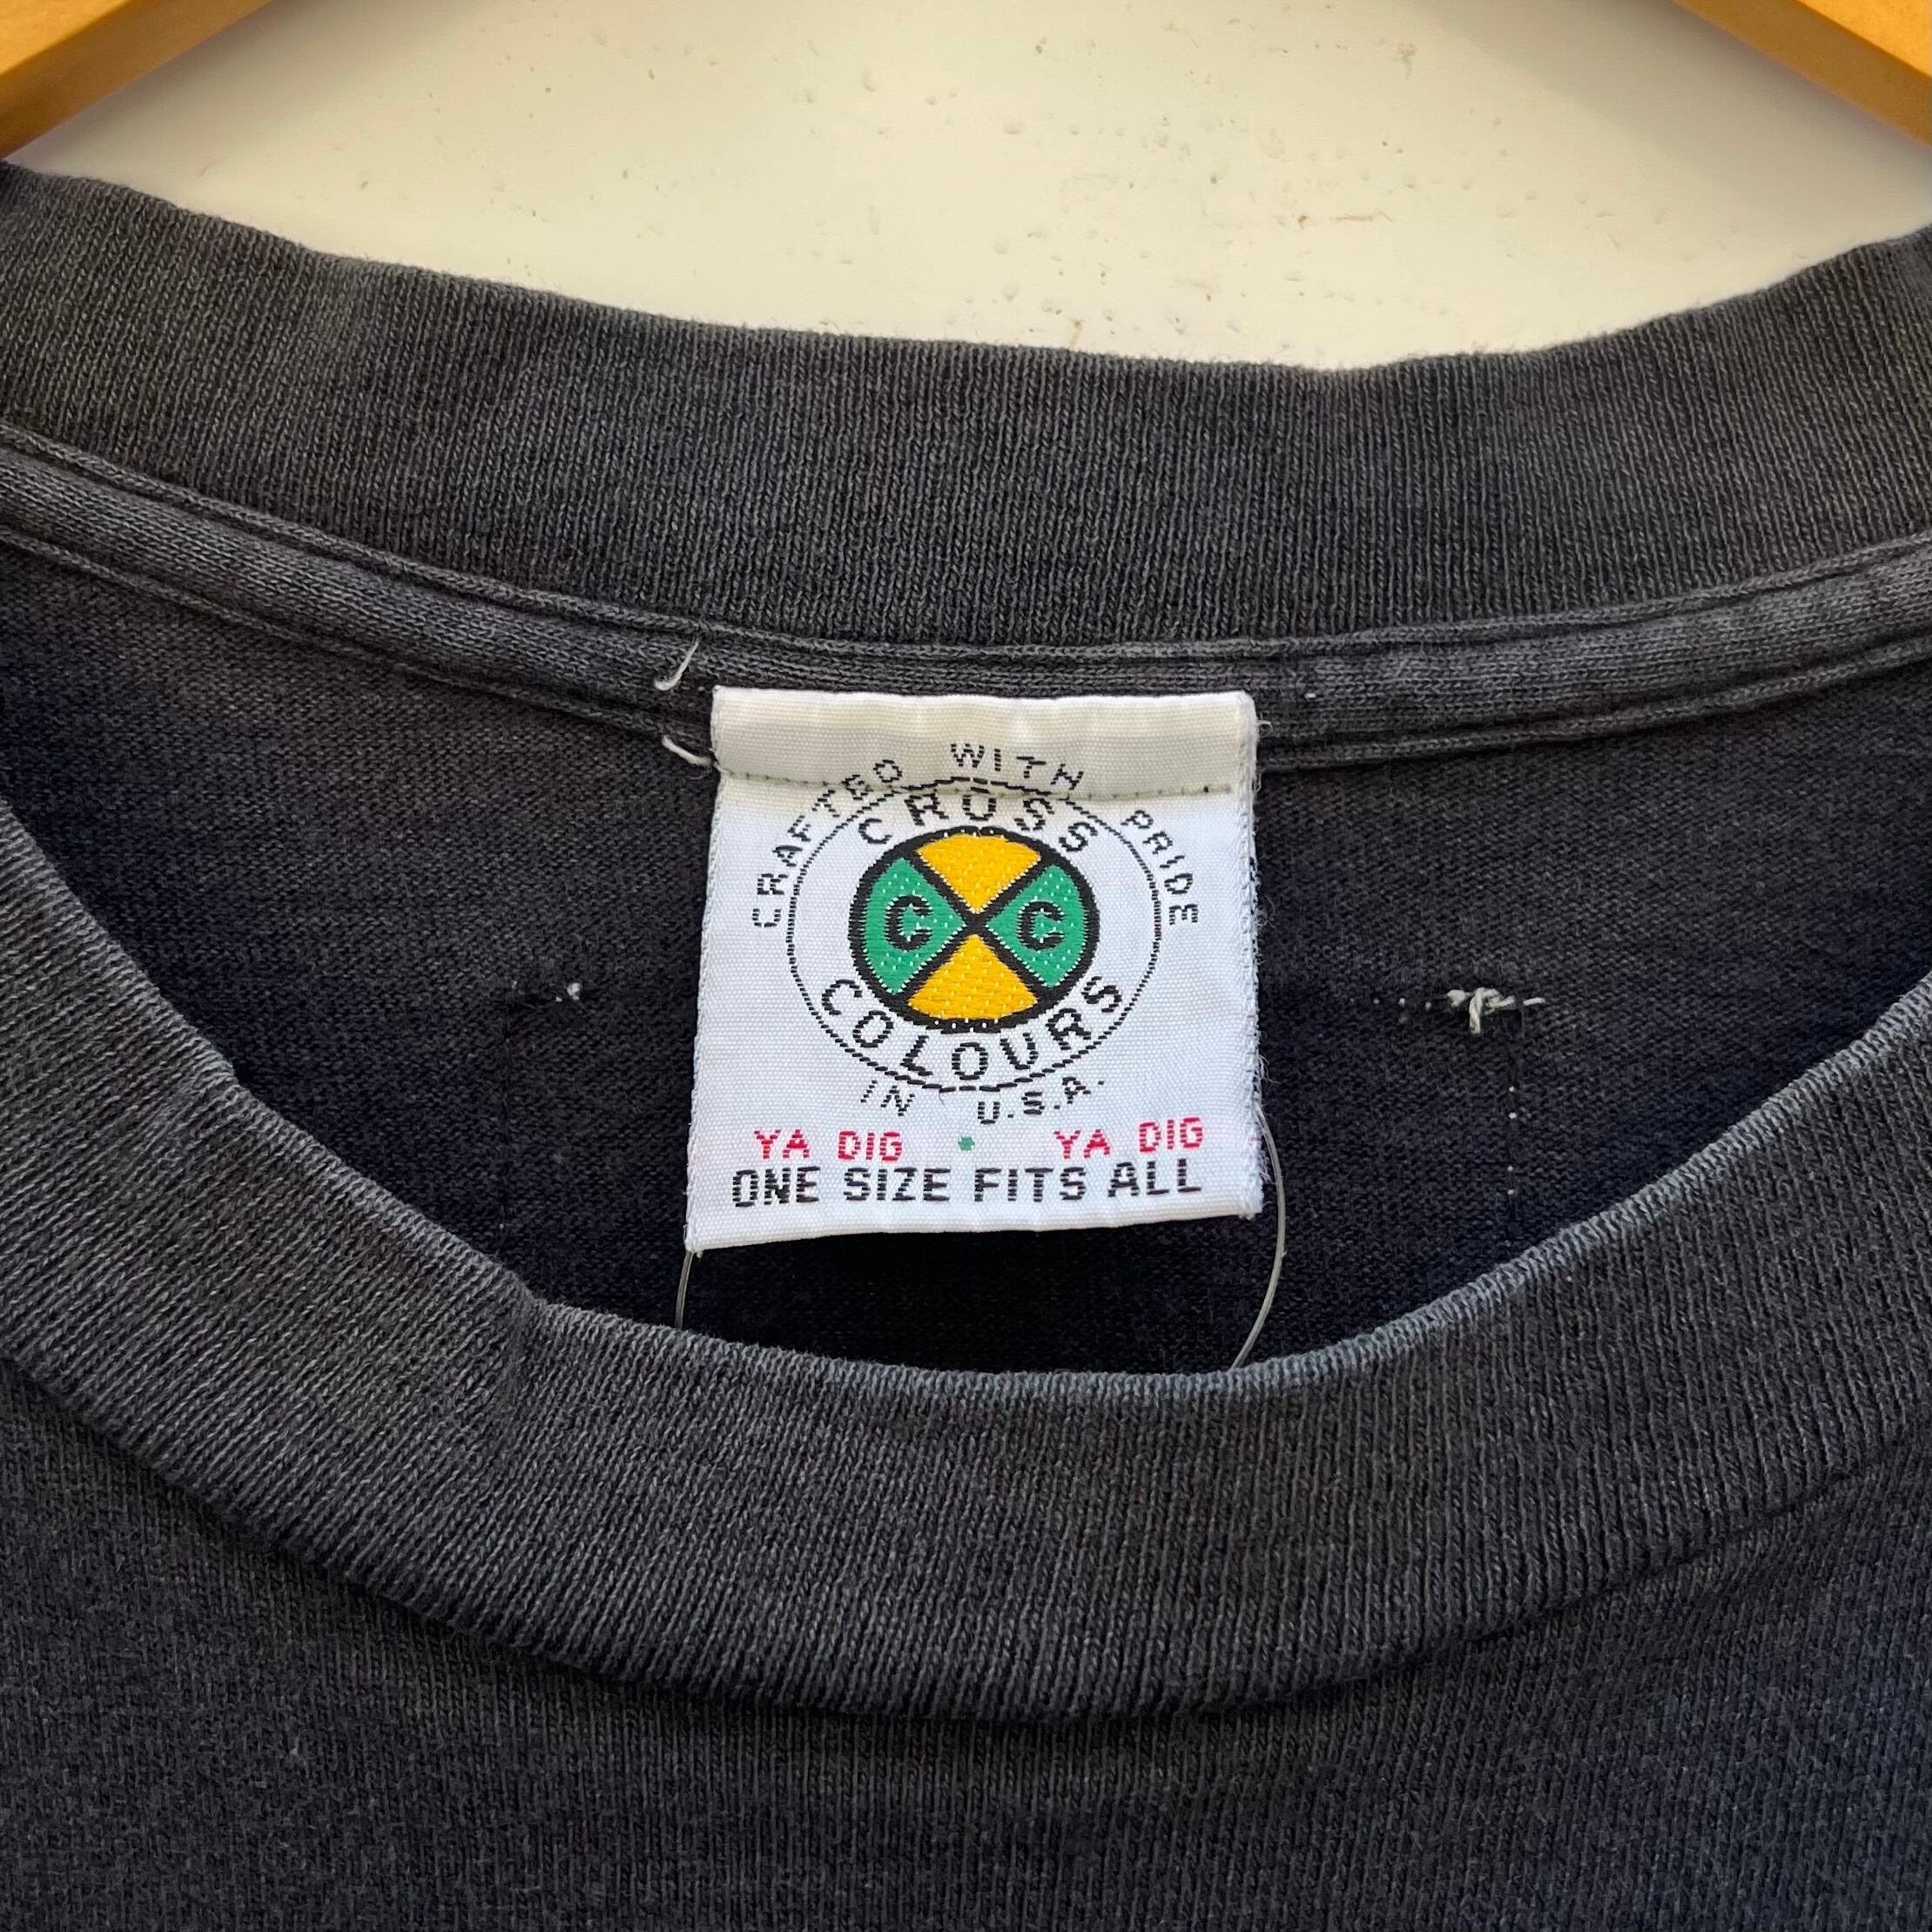 CRAFTED WITH PRIDE
CROSS
C C
COLOURS
IN U.S.A.
YA DIG • YA DIG
ONE SIZE FITS ALL